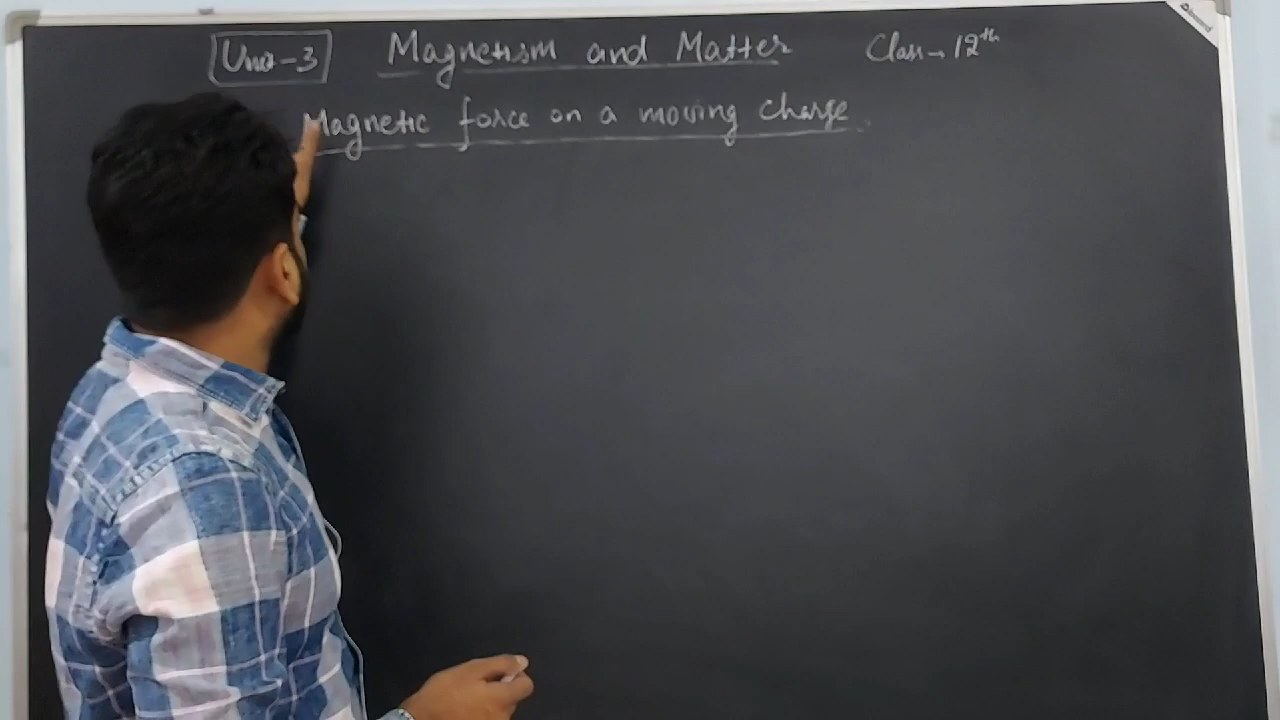 Unit-3 Magnetism and Matter Class→12th
Magnetic force on a moving charge